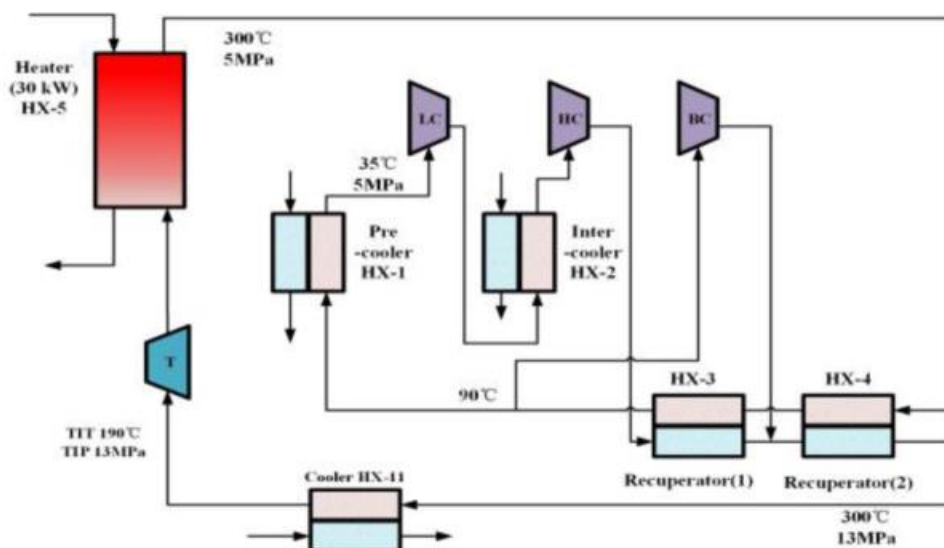 300℃
5MPa
Heater
(30 kW)
HX-5
LC
HC
BC
35℃
5MPa
Pre
-cooler
HX-1
Inter
-cooler
HX-2
T
90℃
HX-3
HX-4
TIT 190℃
TIP 13MPa
Cooler HX-11
Recuperator(1)
Recuperator(2)
300℃
13MPa